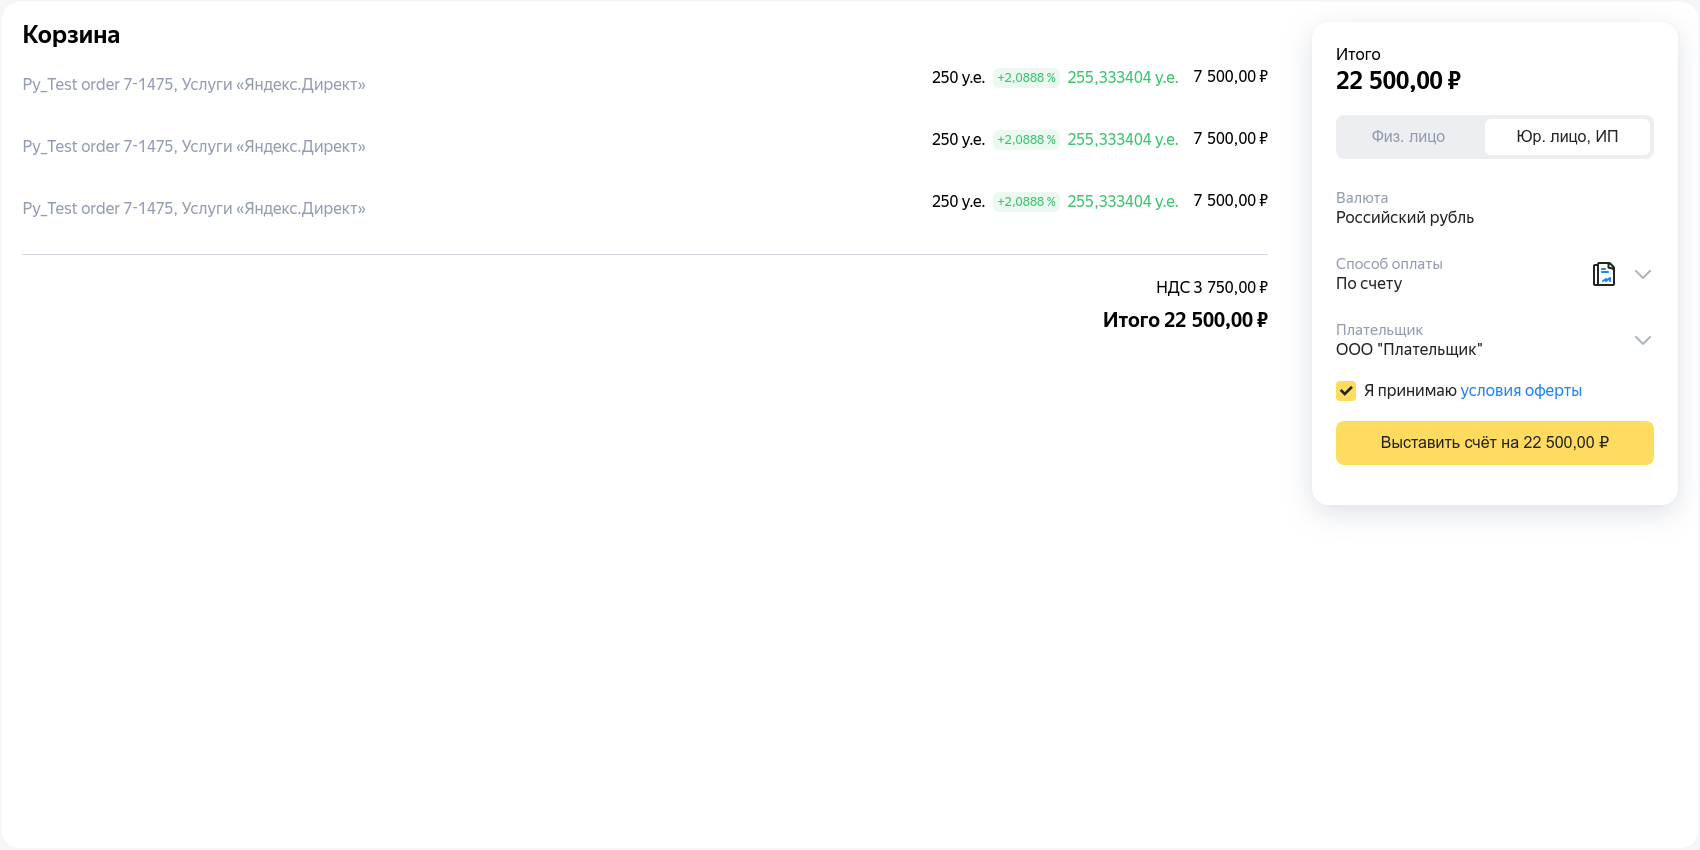 Корзина
Py_Test order 7-1475, Услуги «Яндекс.Директ» 250 у.е. +2,0888 % 255,333404 у.е. 7 500,00 ₽
Py_Test order 7-1475, Услуги «Яндекс.Директ» 250 у.е. +2,0888 % 255,333404 у.е. 7 500,00 ₽
Py_Test order 7-1475, Услуги «Яндекс.Директ» 250 у.е. +2,0888 % 255,333404 у.е. 7 500,00 ₽
НДС 3 750,00 ₽
Итого 22 500,00 ₽
Итого
22 500,00 ₽
Физ. лицо Юр. лицо, ИП
Валюта
Российский рубль
Способ оплаты
По счету
Плательщик
ООО "Плательщик"
Я принимаю условия оферты
Выставить счёт на 22 500,00 ₽